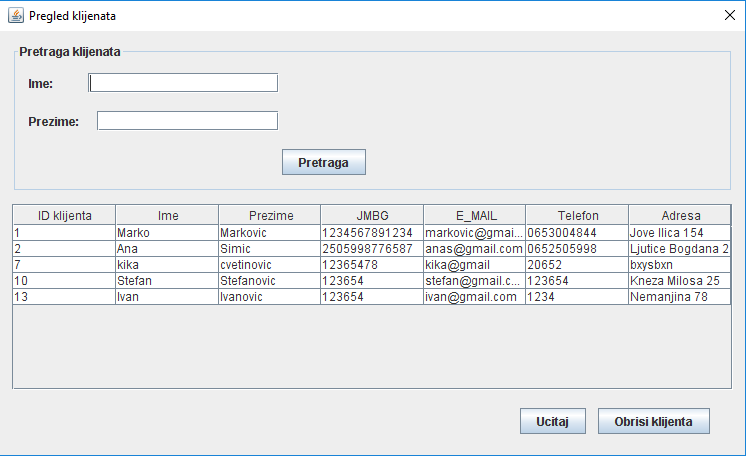 Pregled klijenata
Pretraga klijenata
Ime:
Prezime:
Pretraga
ID klijenta Ime Prezime JMBG E_MAIL Telefon Adresa
1 Marko Markovic 1234567891234 markovic@gmai... 0653004844 Jove Ilica 154
2 Ana Simic 2505998776587 anas@gmail.com 0652505998 Ljutice Bogdana 2
7 kika cvetinovic 12365478 kika@gmail 20652 bxysbxn
10 Stefan Stefanovic 123654 stefan@gmail.c... 123654 Kneza Milosa 25
13 Ivan Ivanovic 123654 ivan@gmail.com 1234 Nemanjina 78
Ucitaj Obrisi klijenta